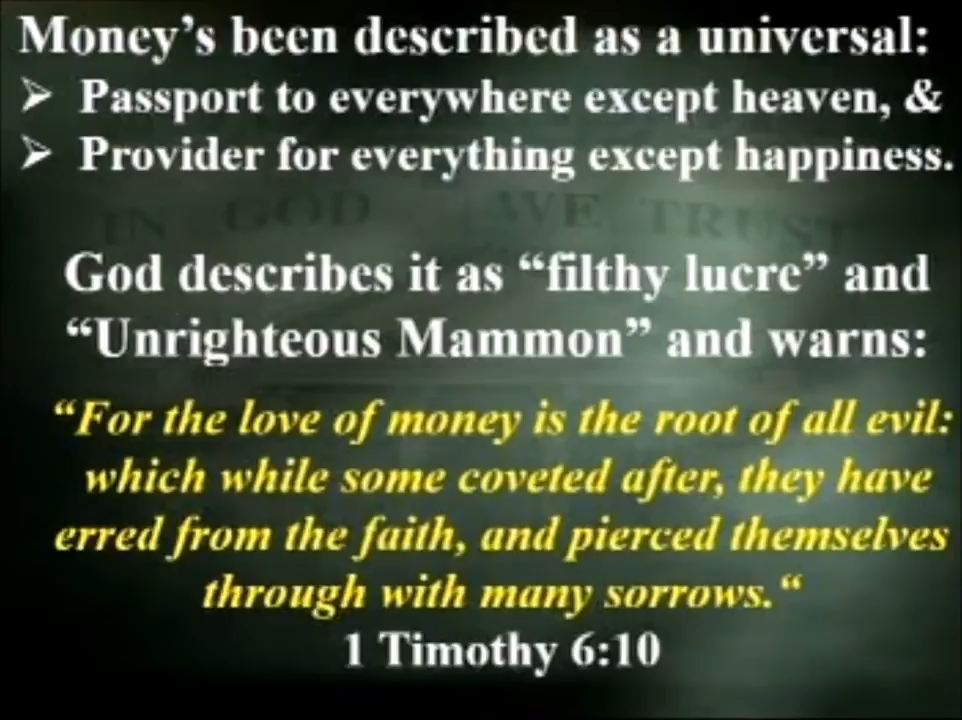 Money’s been described as a universal:
➢ Passport to everywhere except heaven, &
➢ Provider for everything except happiness.
IN GOD WE TRUST
God describes it as “filthy lucre” and
“Unrighteous Mammon” and warns:
“For the love of money is the root of all evil:
which while some coveted after, they have
erred from the faith, and pierced themselves
through with many sorrows.“
1 Timothy 6:10